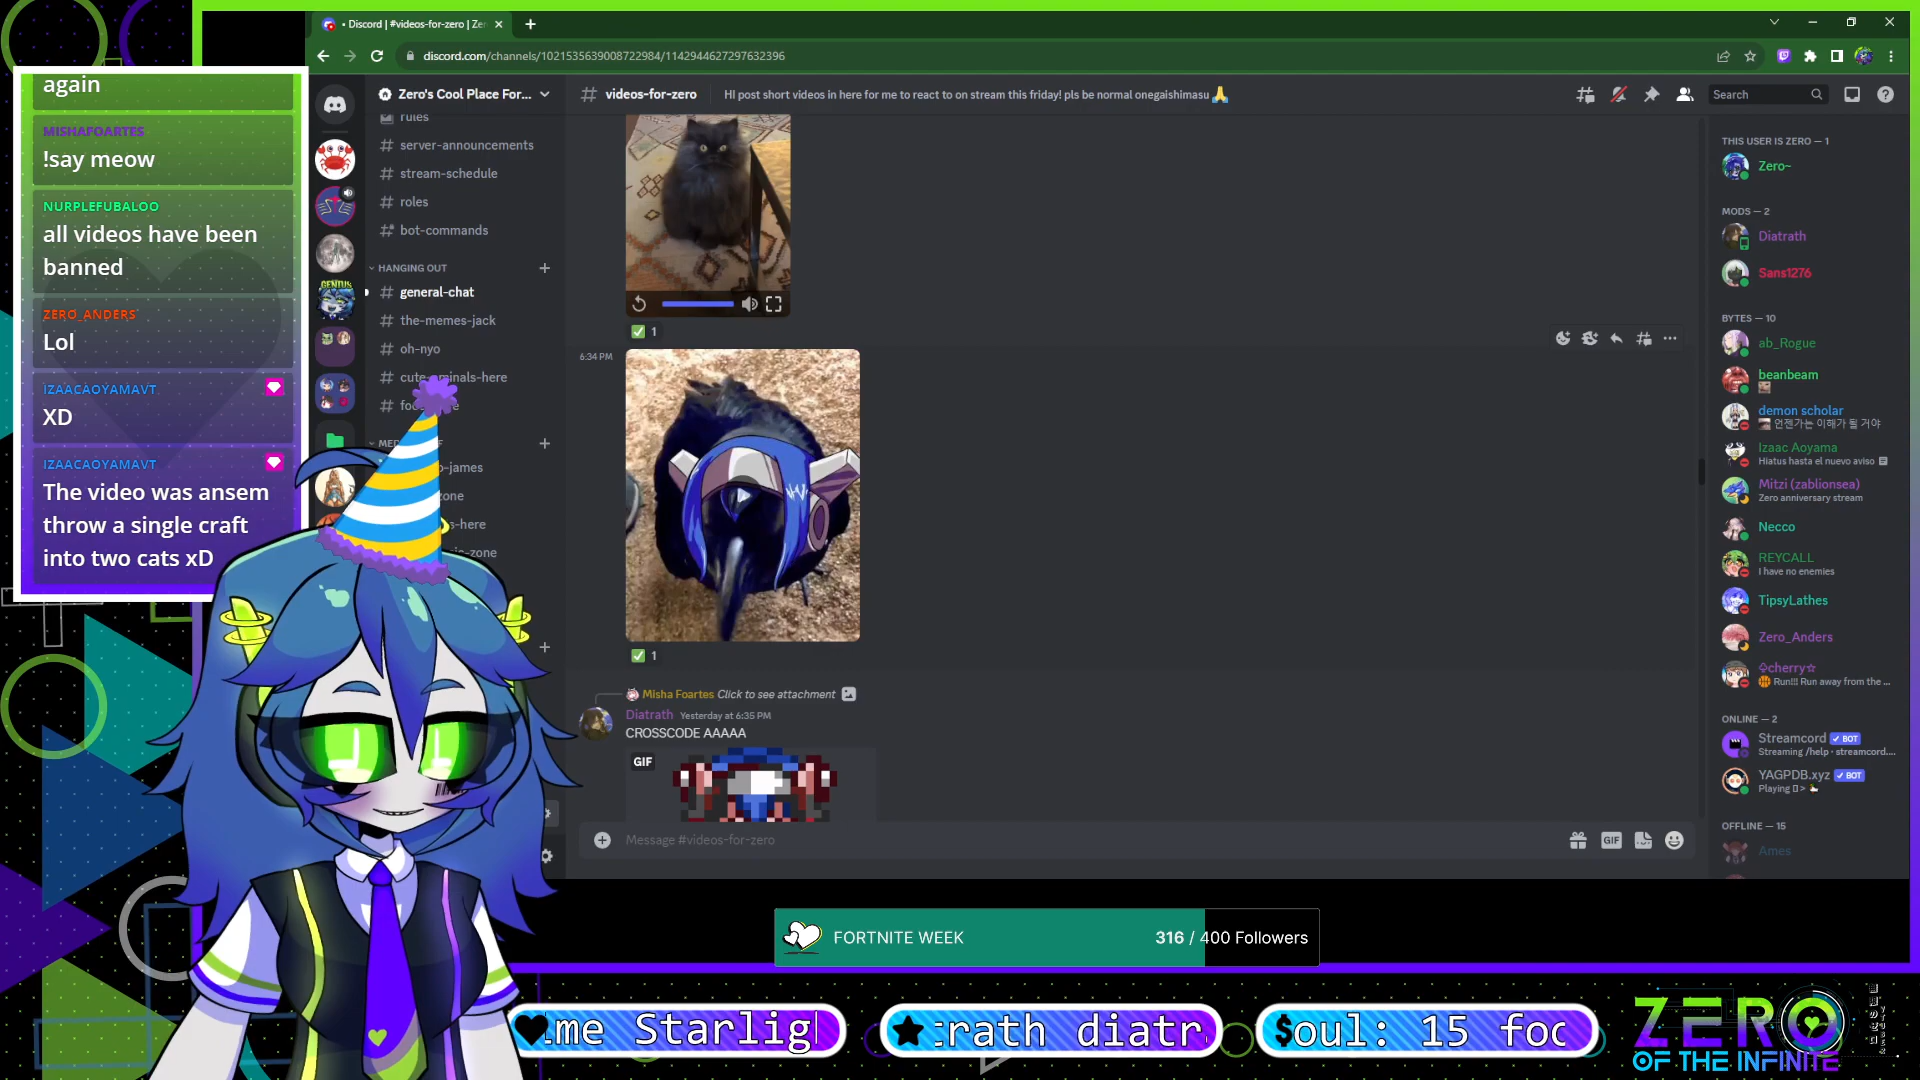 • Discord | #videos-for-zero | Ze
discord.com/channels/1021535639008722984/1142944627297632396
again
MISHAFOARTES
!say meow
NURPLEFUBALOO
all videos have been
banned
ZERO_ANDERS
Lol
IZAACAOYAMAVT
XD
IZAACAOYAMAVT
The video was ansem
throw a single craft
into two cats xD
Zero's Cool Place For...
rules
server-announcements
stream-schedule
roles
bot-commands
HANGING OUT
general-chat
the-memes-jack
oh-nyo
GENIUS
# videos-for-zero
HI post short videos in here for me to react to on stream this friday! pls be normal onegaishimasu 🙏
Search
✅ 1
6:34 PM
✅ 1
Misha Foartes Click to see attachment
Diatrath Yesterday at 6:35 PM
CROSSCODE AAAAA
GIF
Message #videos-for-zero
GIF
THIS USER IS ZERO — 1
Zero~
MODS — 2
Diatrath
Sans1276
BYTES — 10
ab_Rogue
beanbeam
demon scholar
언젠가는 이해가 될 거야
Izaac Aoyama
Hiatus hasta el nuevo aviso
Mitzi (zablionsea)
Zero anniversary stream
Necco
REYCALL
I have no enemies
TipsyLathes
Zero_Anders
cherry☆
Run!!! Run away from the ...
ONLINE — 2
Streamcord ✓ BOT
Streaming /help · streamcord....
YAGPDB.xyz ✓ BOT
Playing
OFFLINE — 15
Ames
FORTNITE WEEK
316 / 400 Followers
me Starlig
rath diatr
Soul: 15 foc
ZERO
OF THE INFINITE